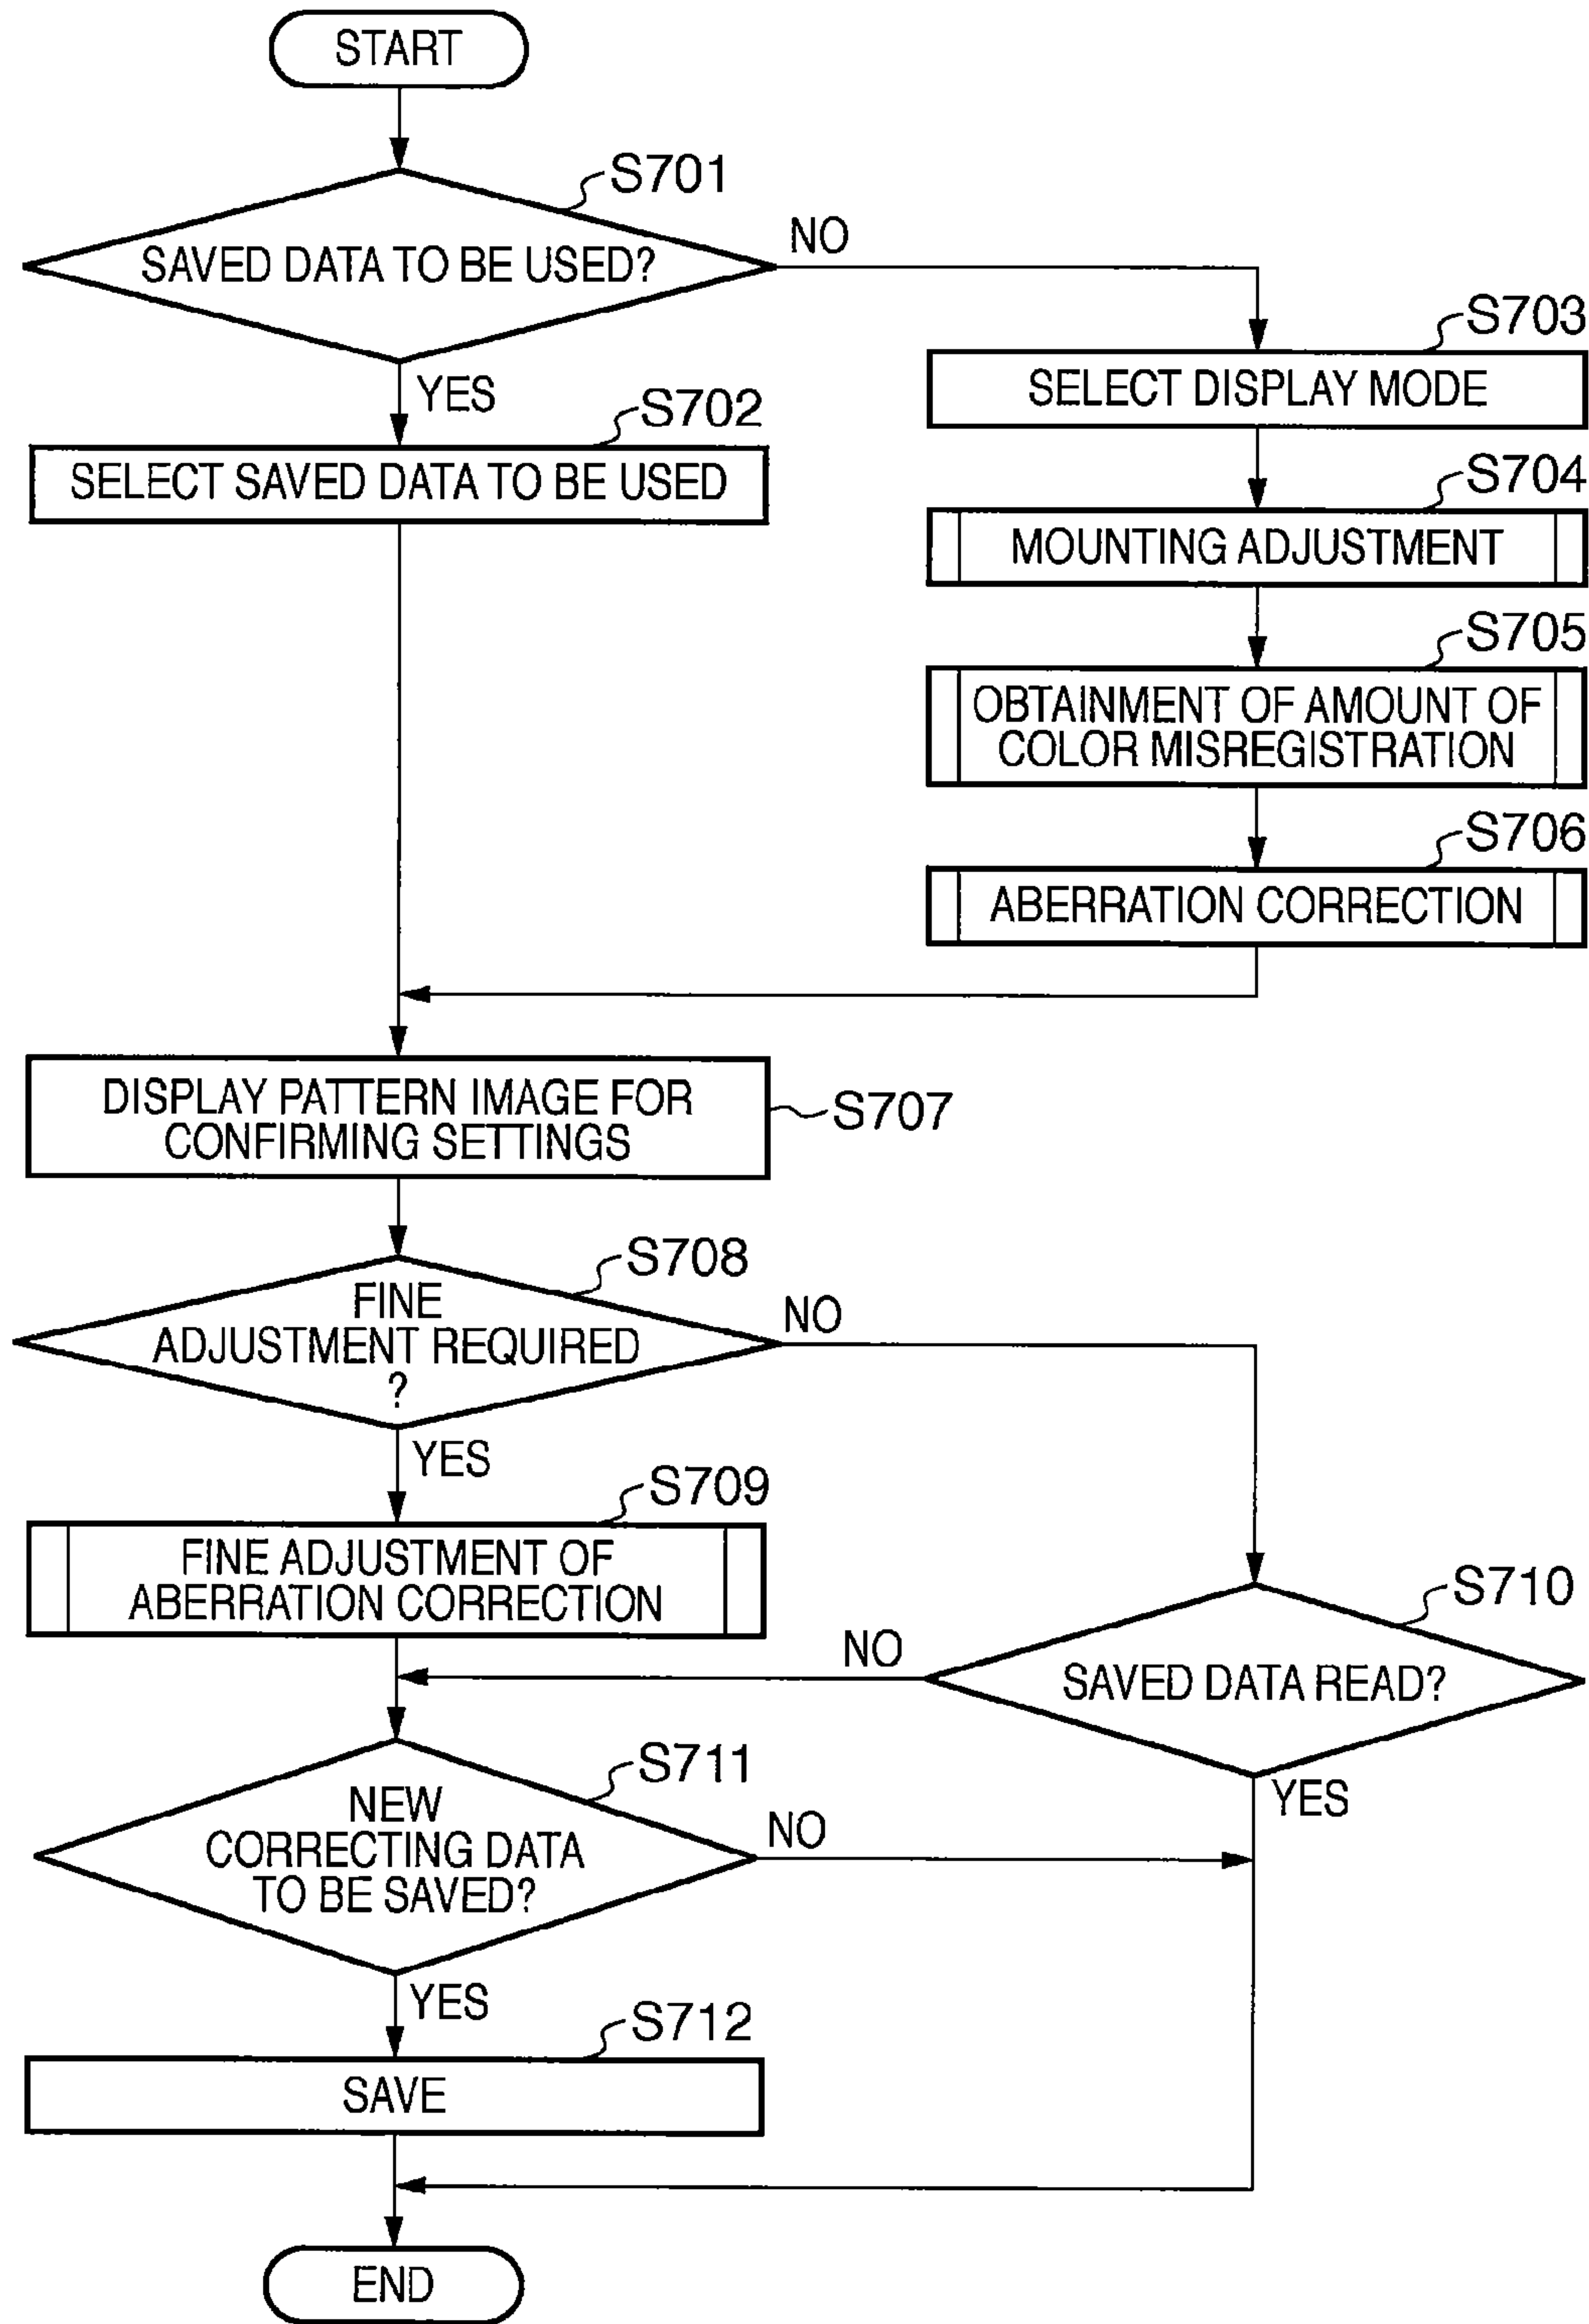 START
S701
SAVED DATA TO BE USED?
NO
YES
S702
SELECT SAVED DATA TO BE USED
S703
SELECT DISPLAY MODE
S704
MOUNTING ADJUSTMENT
S705
OBTAINMENT OF AMOUNT OF
COLOR MISREGISTRATION
S706
ABERRATION CORRECTION
DISPLAY PATTERN IMAGE FOR
CONFIRMING SETTINGS
S707
S708
FINE
ADJUSTMENT REQUIRED
?
NO
YES
S709
FINE ADJUSTMENT OF
ABERRATION CORRECTION
S710
SAVED DATA READ?
NO
YES
S711
NEW
CORRECTING DATA
TO BE SAVED?
NO
YES
S712
SAVE
END